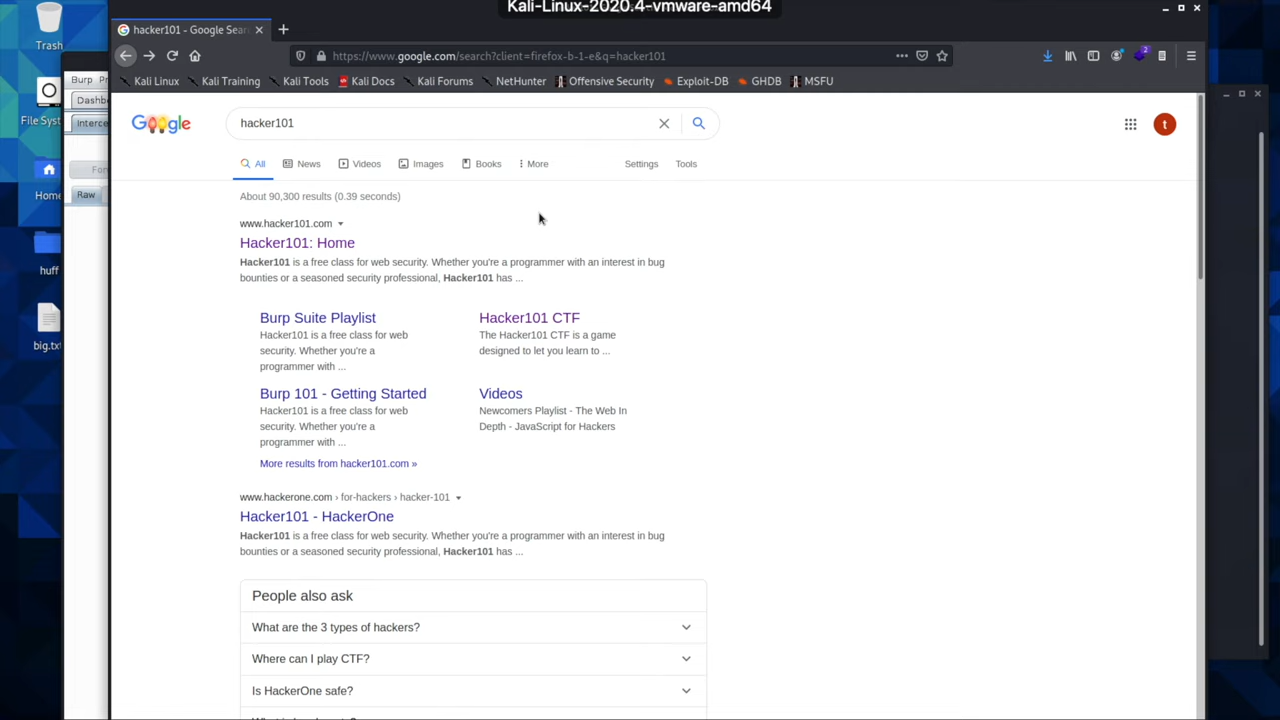 Kali-Linux-2020.4-vmware-amd64
Trash
File Sys
Home
huff
big.tx
Burp Pr
Dashb
Interce
Raw
hacker101 - Google Sear
https://www.google.com/search?client=firefox-b-1-e&q=hacker101
2
Kali Linux Kali Training Kali Tools Kali Docs Kali Forums NetHunter Offensive Security Exploit-DB GHDB MSFU
Google
hacker101
t
All News Videos Images Books More Settings Tools
About 90,300 results (0.39 seconds)
www.hacker101.com
Hacker101: Home
Hacker101 is a free class for web security. Whether you're a programmer with an interest in bug
bounties or a seasoned security professional, Hacker101 has ...
Burp Suite Playlist
Hacker101 is a free class for web
security. Whether you're a
programmer with ...
Hacker101 CTF
The Hacker101 CTF is a game
designed to let you learn to ...
Burp 101 - Getting Started
Hacker101 is a free class for web
security. Whether you're a
programmer with ...
Videos
Newcomers Playlist - The Web In
Depth - JavaScript for Hackers
More results from hacker101.com »
www.hackerone.com › for-hackers › hacker-101
Hacker101 - HackerOne
Hacker101 is a free class for web security. Whether you're a programmer with an interest in bug
bounties or a seasoned security professional, Hacker101 has ...
People also ask
What are the 3 types of hackers?
Where can I play CTF?
Is HackerOne safe?